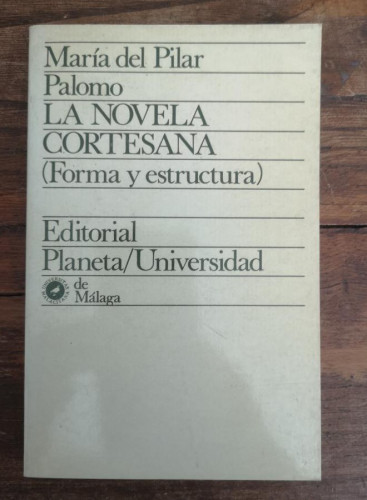 María del Pilar
Palomo
LA NOVELA
CORTESANA
(Forma y estructura)
Editorial
Planeta/Universidad
de
Málaga